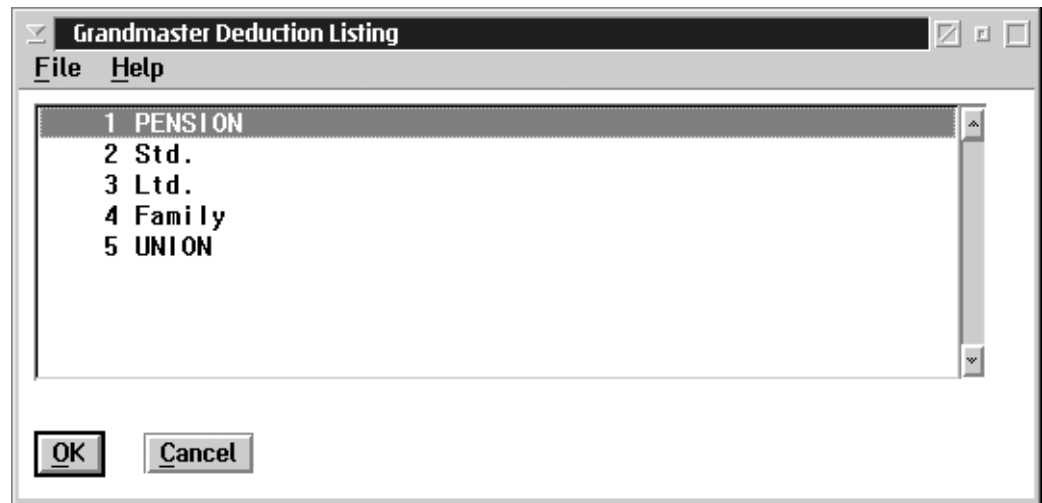 Grandmaster Deduction Listing
File Help
1 PENSION
2 Std.
3 Ltd.
4 Family
5 UNION
OK Cancel